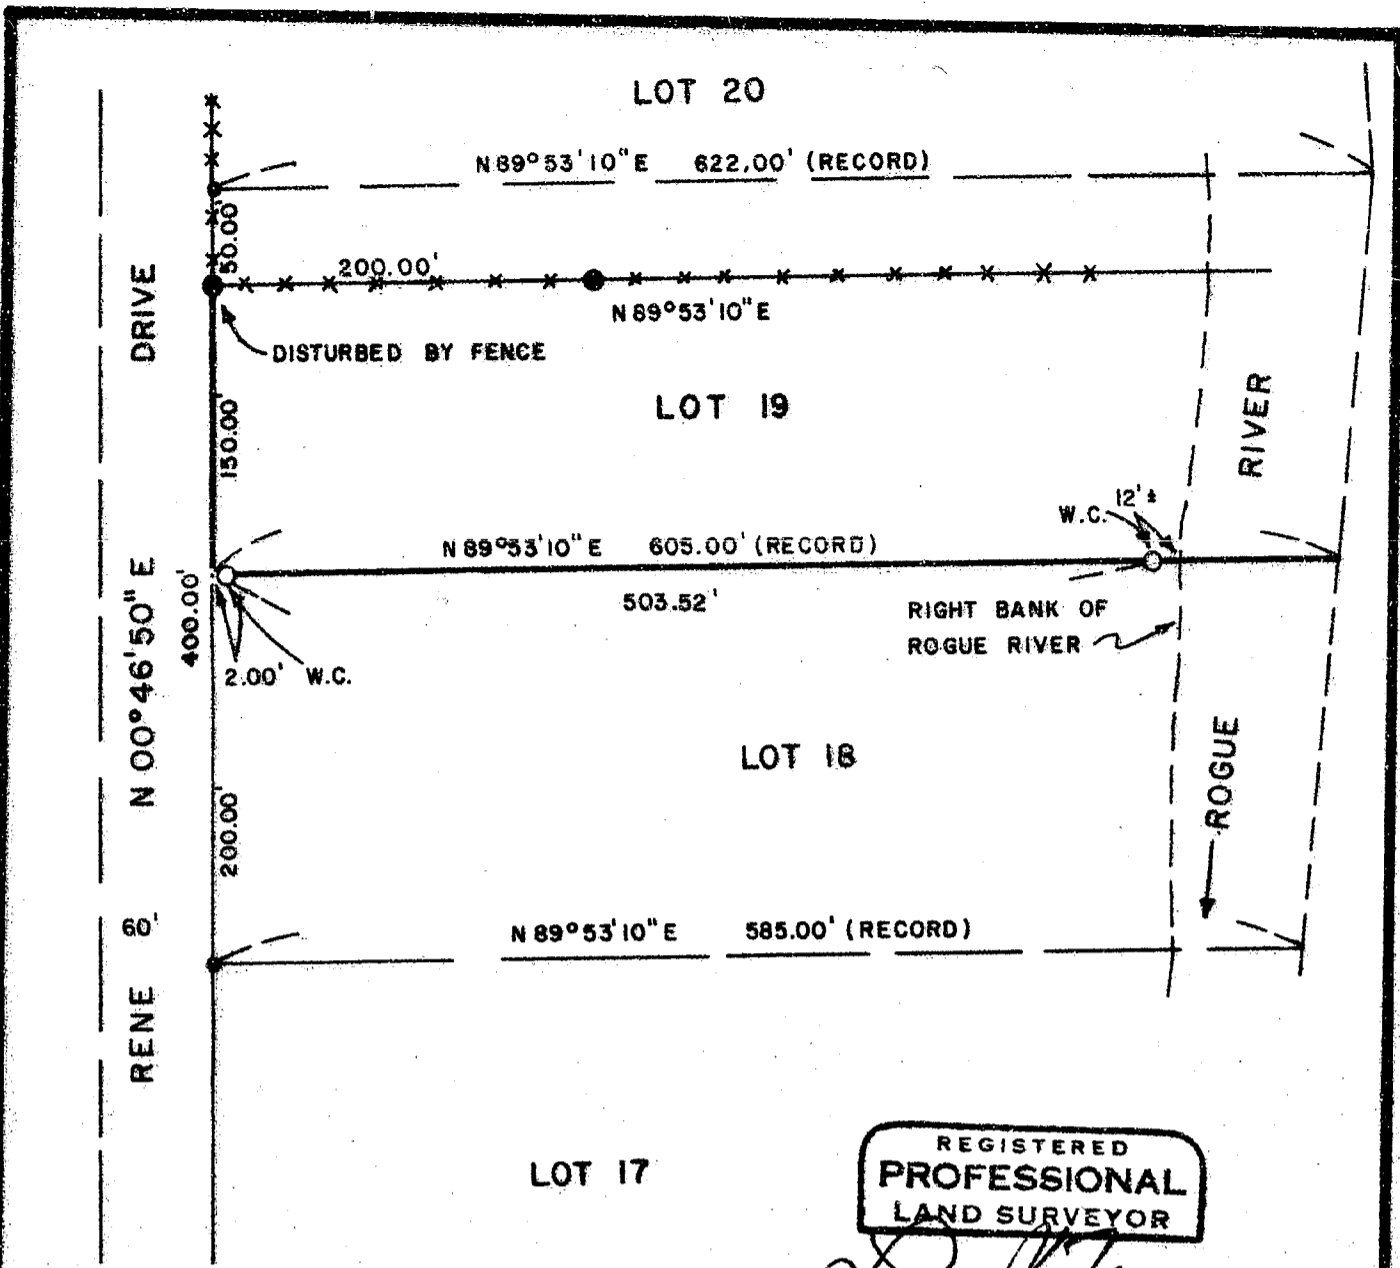 LOT 20
N 89° 53' 10" E 622.00' (RECORD)
50.00'
200.00'
N 89° 53' 10" E
DISTURBED BY FENCE
150.00'
LOT 19
RIVER
12' ±
W.C.
N 89° 53' 10" E 605.00' (RECORD)
503.52'
RIGHT BANK OF
ROGUE RIVER
2.00' W.C.
400.00'
LOT 18
ROGUE
200.00'
N 89° 53' 10" E 585.00' (RECORD)
RENE 60' N 00° 46' 50" E DRIVE
LOT 17
REGISTERED
PROFESSIONAL
LAND SURVEYOR